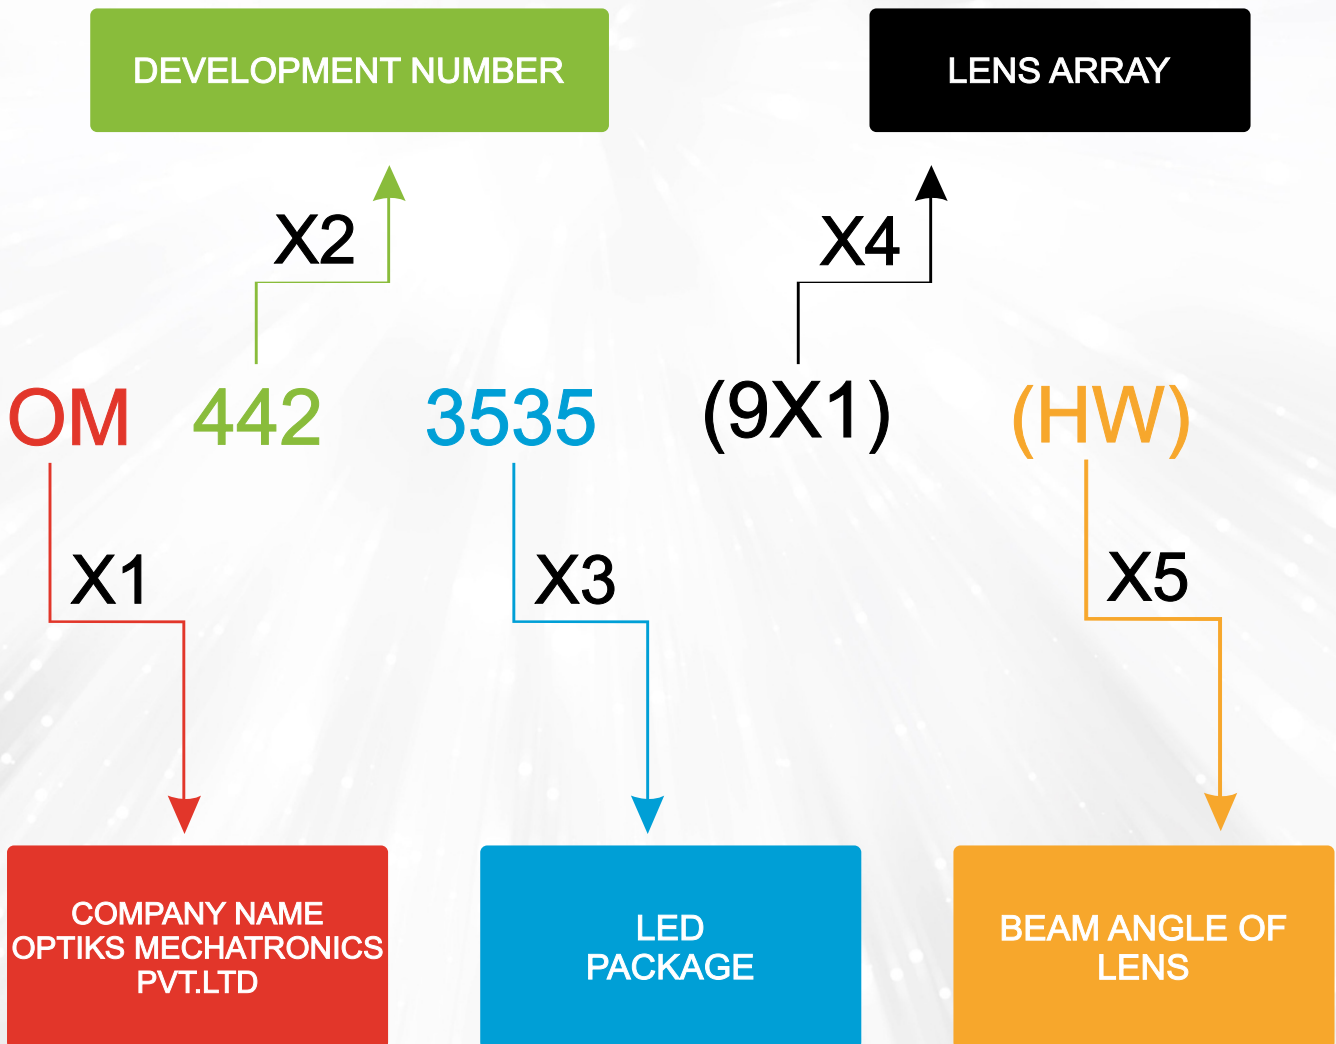 DEVELOPMENT NUMBER
LENS ARRAY
X2
X4
OM 442 3535 (9X1) (HW)
X1
X3
X5
COMPANY NAME
OPTIKS MECHATRONICS
PVT.LTD
LED
PACKAGE
BEAM ANGLE OF
LENS